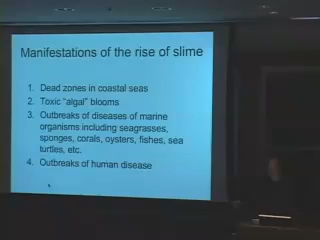 Manifestations of the rise of slime
1. Dead zones in coastal seas
2. Toxic "algal" blooms
3. Outbreaks of diseases of marine
organisms including seagrasses,
sponges, corals, oysters, fishes, sea
turtles, etc.
4. Outbreaks of human disease